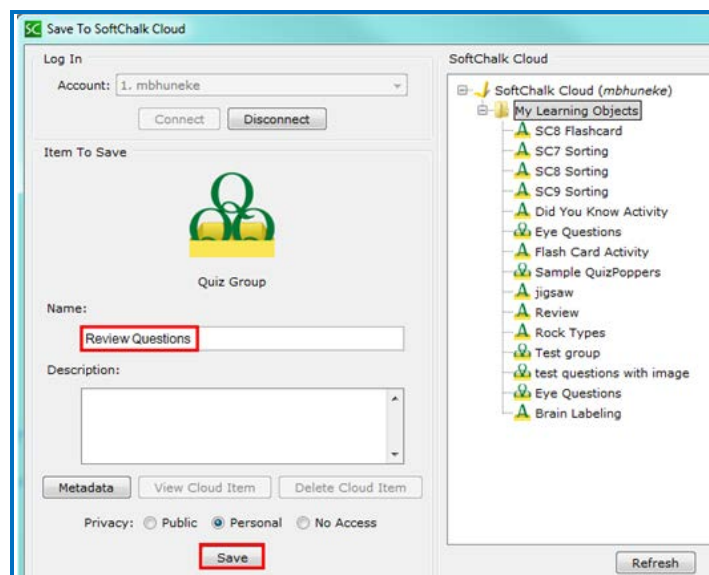 SC Save To SoftChalk Cloud
Log In
Account: 1. mbhuneke
Connect Disconnect
Item To Save
Quiz Group
Name:
Review Questions
Description:
Metadata View Cloud Item Delete Cloud Item
Privacy: Public Personal No Access
Save
SoftChalk Cloud
SoftChalk Cloud (mbhuneke)
My Learning Objects
A SC8 Flashcard
A SC7 Sorting
A SC8 Sorting
A SC9 Sorting
A Did You Know Activity
Eye Questions
A Flash Card Activity
Sample QuizPoppers
A jigsaw
A Review
A Rock Types
Test group
test questions with image
Eye Questions
A Brain Labeling
Refresh